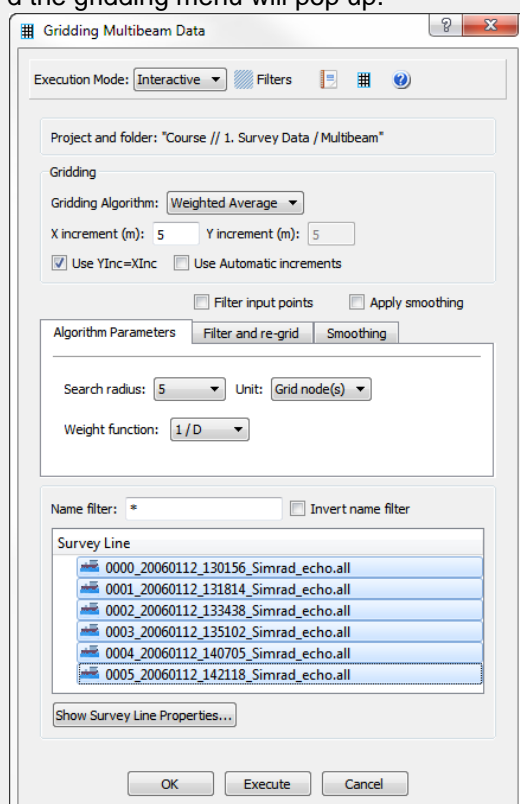 d the gridding menu will pop up.
Gridding Multibeam Data
Execution Mode: Interactive Filters
Project and folder: "Course // 1. Survey Data / Multibeam"
Gridding
Gridding Algorithm: Weighted Average
X increment (m): 5 Y increment (m): 5
Use YInc=XInc Use Automatic increments
Filter input points Apply smoothing
Algorithm Parameters Filter and re-grid Smoothing
Search radius: 5 Unit: Grid node(s)
Weight function: 1 / D
Name filter: * Invert name filter
Survey Line
0000_20060112_130156_Simrad_echo.all
0001_20060112_131814_Simrad_echo.all
0002_20060112_133438_Simrad_echo.all
0003_20060112_135102_Simrad_echo.all
0004_20060112_140705_Simrad_echo.all
0005_20060112_142118_Simrad_echo.all
Show Survey Line Properties...
OK Execute Cancel